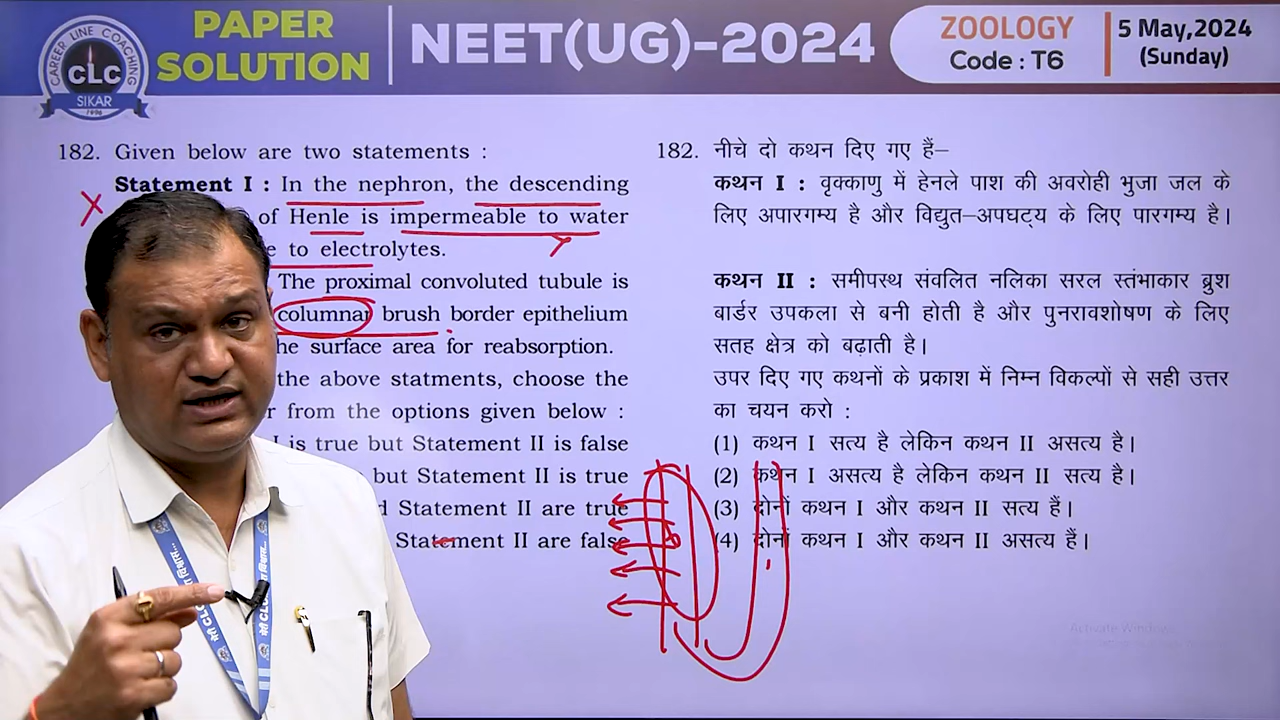 CAREER LINE COACHING
CLC
SIKAR
1996
PAPER
SOLUTION
NEET(UG)-2024
ZOOLOGY
Code : T6
5 May,2024
(Sunday)
182. Given below are two statements :
Statement I : In the nephron, the descending
of Henle is impermeable to water
e to electrolytes.
The proximal convoluted tubule is
columnar brush border epithelium
he surface area for reabsorption.
the above statments, choose the
r from the options given below :
I is true but Statement II is false
but Statement II is true
d Statement II are true
Statement II are false
182. नीचे दो कथन दिए गए हैं–
कथन I : वृक्काणु में हेनले पाश की अवरोही भुजा जल के
लिए अपारगम्य है और विद्युत–अपघट्य के लिए पारगम्य है।
कथन II : समीपस्थ संवलित नलिका सरल स्तंभाकार ब्रुश
बार्डर उपकला से बनी होती है और पुनरावशोषण के लिए
सतह क्षेत्र को बढ़ाती है।
उपर दिए गए कथनों के प्रकाश में निम्न विकल्पों से सही उत्तर
का चयन करो :
(1) कथन I सत्य है लेकिन कथन II असत्य है।
(2) कथन I असत्य है लेकिन कथन II सत्य है।
(3) दोनों कथन I और कथन II सत्य है।
(4) दोनों कथन I और कथन II असत्य हैं।
Activate Windows